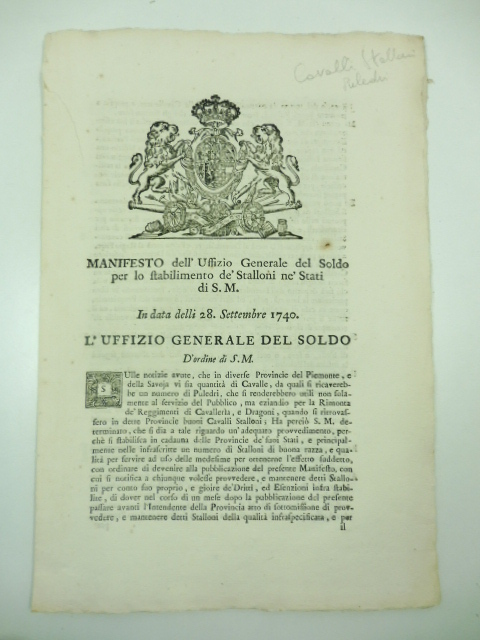 Cavalli Stalloni
Puledri
MANIFESTO dell'Uffizio Generale del Soldo
per lo ſtabilimento de'Stalloni ne'Stati
di S. M.
In data delli 28. Settembre 1740.
L'UFFIZIO GENERALE DEL SOLDO
D'ordine di S. M.
SUlle notizie avute, che in diverſe Provincie del Piemonte, e
della Savoja vi ſia quantità di Cavalle, da quali ſi ricavereb-
be un numero di Puledri, che ſi renderebbero utili non ſola-
mente al ſervizio del Pubblico, ma eziandio per la Rimonta
de' Reggimenti di Cavalleria, e Dragoni, quando ſi ritrovaſ-
ſero in dette Provincie buoni Cavalli Stalloni; Ha perciò S. M. de-
terminato, che ſi dia a tale riguardo un'adequato provvedimento, per-
chè ſi ſtabiliſca in cadauna delle Provincie de'ſuoi Stati, e principal-
mente nelle infraſcritte un numero di Stalloni di buona razza, e qua-
lità per ſervire ad uſo delle medeſime per ottenerne l'effetto ſuddetto,
con ordinare di devenire alla pubblicazione del preſente Manifeſto, con
cui ſi notifica a chiunque voleſſe provvedere, e mantenere detti Stallo-
ni per conto ſuo proprio, e gioire de'Dritti, ed Eſenzioni infra ſtabi-
lite, di dover nel corſo di un meſe dopo la pubblicazione del preſente
paſſare avanti l'Intendente della Provincia atto di ſottomiſſione di prov-
vedere, e mantenere detti Stalloni della qualità infraſpecificata, e per
il